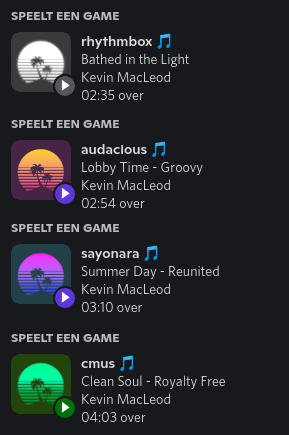 SPEELT EEN GAME
rhythmbox 🎵
Bathed in the Light
Kevin MacLeod
02:35 over
SPEELT EEN GAME
audacious 🎵
Lobby Time - Groovy
Kevin MacLeod
02:54 over
SPEELT EEN GAME
sayonara 🎵
Summer Day - Reunited
Kevin MacLeod
03:10 over
SPEELT EEN GAME
cmus 🎵
Clean Soul - Royalty Free
Kevin MacLeod
04:03 over